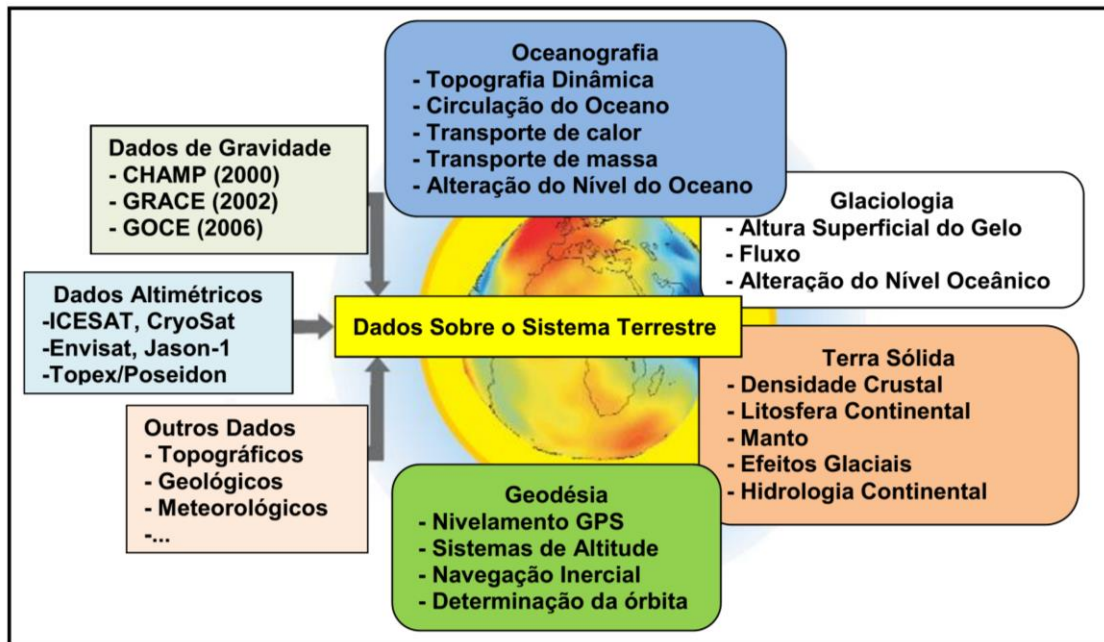 Oceanografia
- Topografia Dinâmica
- Circulação do Oceano
- Transporte de calor
- Transporte de massa
- Alteração do Nível do Oceano
Dados de Gravidade
- CHAMP (2000)
- GRACE (2002)
- GOCE (2006)
Glaciologia
- Altura Superficial do Gelo
- Fluxo
- Alteração do Nível Oceânico
Dados Altimétricos
-ICESAT, CryoSat
-Envisat, Jason-1
-Topex/Poseidon
Dados Sobre o Sistema Terrestre
Terra Sólida
- Densidade Crustal
- Litosfera Continental
- Manto
- Efeitos Glaciais
- Hidrologia Continental
Outros Dados
- Topográficos
- Geológicos
- Meteorológicos
-...
Geodésia
- Nivelamento GPS
- Sistemas de Altitude
- Navegação Inercial
- Determinação da órbita